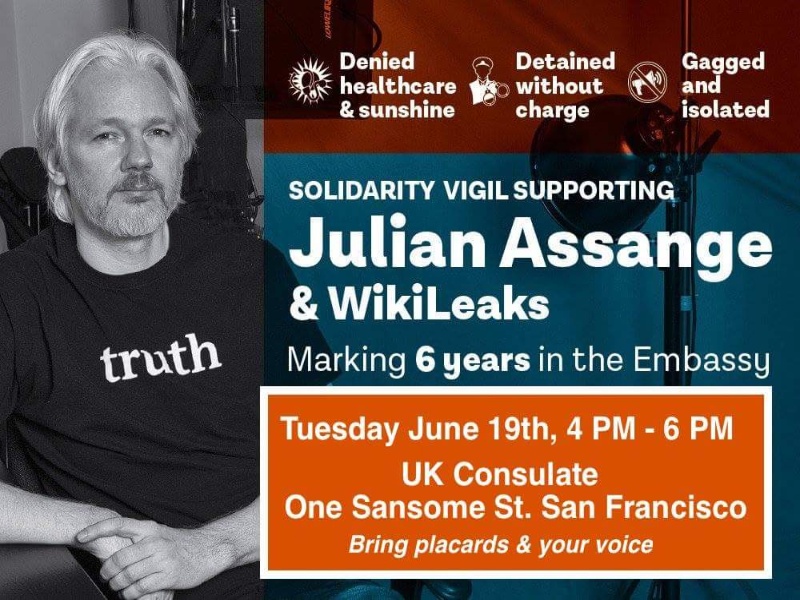 Denied
healthcare
& sunshine
Detained
without
charge
Gagged
and
isolated
SOLIDARITY VIGIL SUPPORTING
Julian Assange
& WikiLeaks
Marking 6 years in the Embassy
truth
Tuesday June 19th, 4 PM - 6 PM
UK Consulate
One Sansome St. San Francisco
Bring placards & your voice